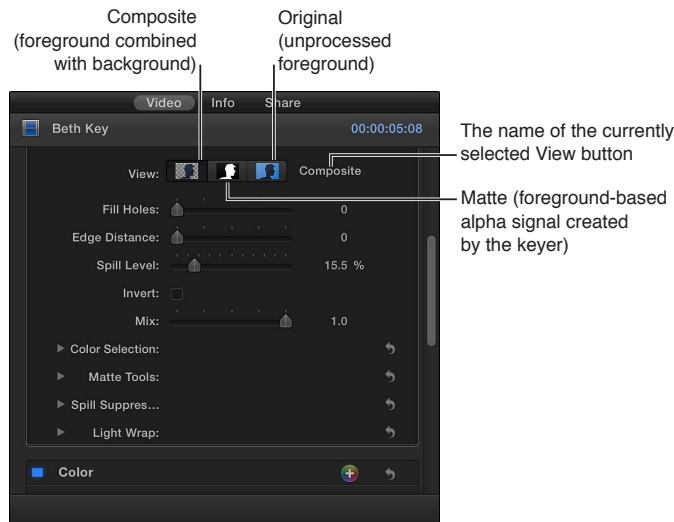 Composite
(foreground combined
with background)
Original
(unprocessed
foreground)
Video Info Share
Beth Key 00:00:05:08
The name of the currently
selected View button
View: Composite
Matte (foreground-based
alpha signal created
by the keyer)
Fill Holes: 0
Edge Distance: 0
Spill Level: 15.5 %
Invert:
Mix: 1.0
Color Selection:
Matte Tools:
Spill Suppres...
Light Wrap:
Color